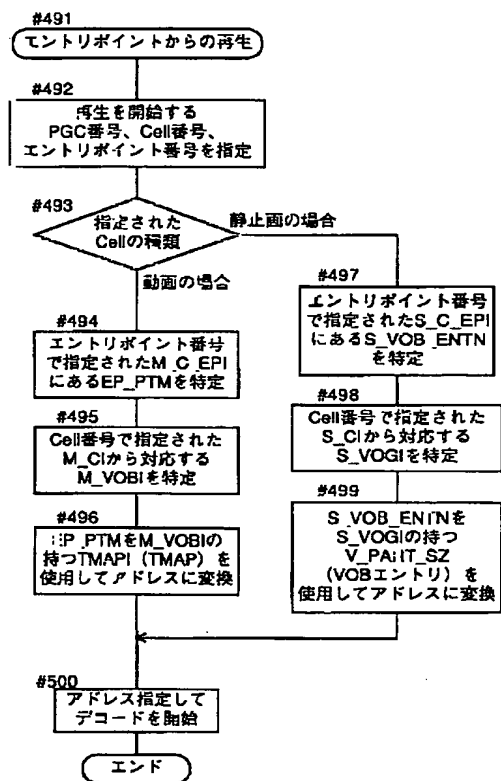 #491
エントリポイントからの再生
#492
再生を開始する
PGC番号、Cell番号、
エントリポイント番号を指定
#493
指定された
Cellの種類
静止画の場合
動画の場合
#494
エントリポイント番号
で指定されたM_C_EPI
にあるEP_PTMを特定
#495
Cell番号で指定された
M_CIから対応する
M_VOBIを特定
#496
EP_PTMをM_VOBIの
持つTMAPI（TMAP）を
使用してアドレスに変換
#497
エントリポイント番号
で指定されたS_C_EPI
にあるS_VOB_ENTN
を特定
#498
Cell番号で指定された
S_CIから対応する
S_VOGIを特定
#499
S_VOB_ENTNを
S_VOGIの持つ
V_PART_SZ
（VOBエントリ）を
使用してアドレスに変換
#500
アドレス指定して
デコードを開始
エンド